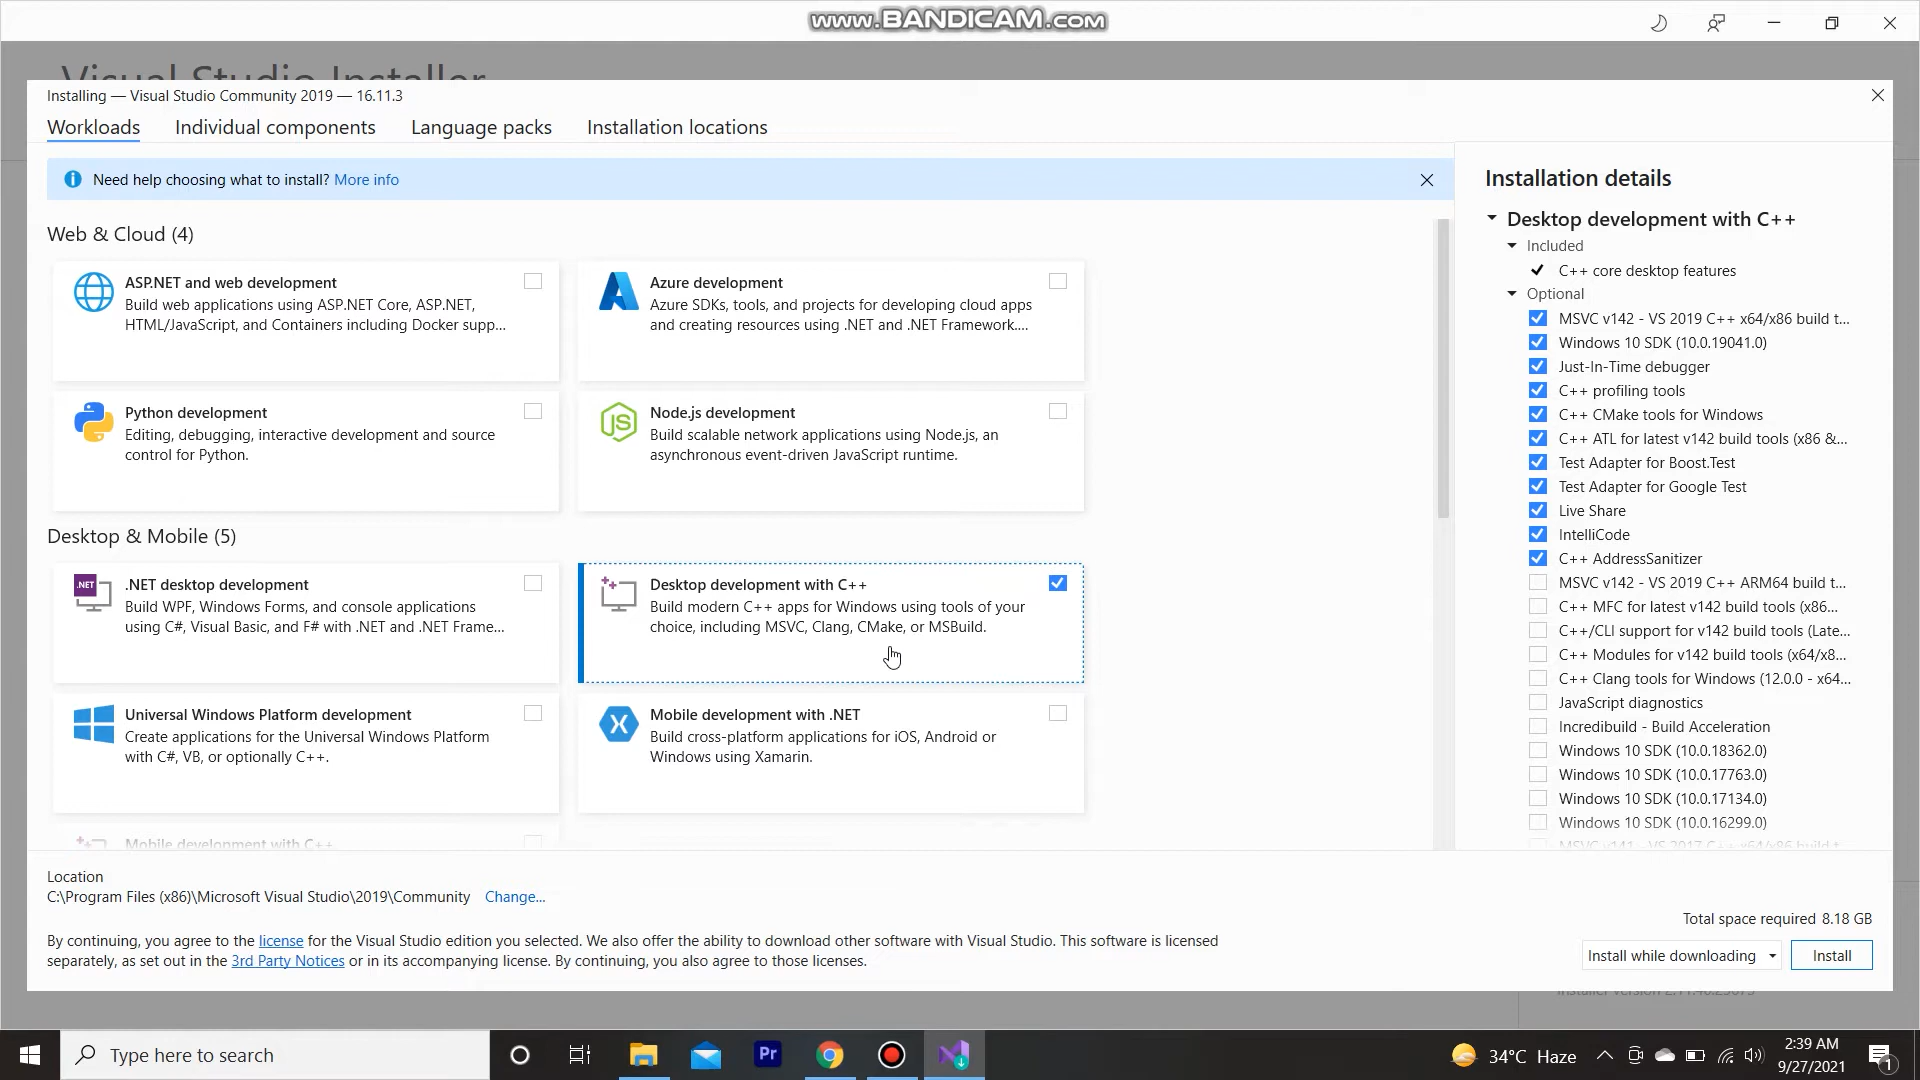 www.BANDICAM.com
Visual Studio Installer
Installing — Visual Studio Community 2019 — 16.11.3
Workloads
Individual components
Language packs
Installation locations
Need help choosing what to install? More info
Web & Cloud (4)
ASP.NET and web development
Build web applications using ASP.NET Core, ASP.NET,
HTML/JavaScript, and Containers including Docker supp...
Azure development
Azure SDKs, tools, and projects for developing cloud apps
and creating resources using .NET and .NET Framework....
Python development
Editing, debugging, interactive development and source
control for Python.
Node.js development
Build scalable network applications using Node.js, an
asynchronous event-driven JavaScript runtime.
Desktop & Mobile (5)
.NET
.NET desktop development
Build WPF, Windows Forms, and console applications
using C#, Visual Basic, and F# with .NET and .NET Frame...
Desktop development with C++
Build modern C++ apps for Windows using tools of your
choice, including MSVC, Clang, CMake, or MSBuild.
Universal Windows Platform development
Create applications for the Universal Windows Platform
with C#, VB, or optionally C++.
Mobile development with .NET
Build cross-platform applications for iOS, Android or
Windows using Xamarin.
Mobile development with C++
Installation details
Desktop development with C++
Included
C++ core desktop features
Optional
MSVC v142 - VS 2019 C++ x64/x86 build t...
Windows 10 SDK (10.0.19041.0)
Just-In-Time debugger
C++ profiling tools
C++ CMake tools for Windows
C++ ATL for latest v142 build tools (x86 &...
Test Adapter for Boost.Test
Test Adapter for Google Test
Live Share
IntelliCode
C++ AddressSanitizer
MSVC v142 - VS 2019 C++ ARM64 build t...
C++ MFC for latest v142 build tools (x86...
C++/CLI support for v142 build tools (Late...
C++ Modules for v142 build tools (x64/x8...
C++ Clang tools for Windows (12.0.0 - x64...
JavaScript diagnostics
Incredibuild - Build Acceleration
Windows 10 SDK (10.0.18362.0)
Windows 10 SDK (10.0.17763.0)
Windows 10 SDK (10.0.17134.0)
Windows 10 SDK (10.0.16299.0)
MSVC v141 - VS 2017 C++ x64/x86 build t...
Location
C:\Program Files (x86)\Microsoft Visual Studio\2019\Community Change...
Total space required 8.18 GB
By continuing, you agree to the license for the Visual Studio edition you selected. We also offer the ability to download other software with Visual Studio. This software is licensed
separately, as set out in the 3rd Party Notices or in its accompanying license. By continuing, you also agree to those licenses.
Install while downloading
Install
Type here to search
Pr
34°C Haze
2:39 AM
9/27/2021
1